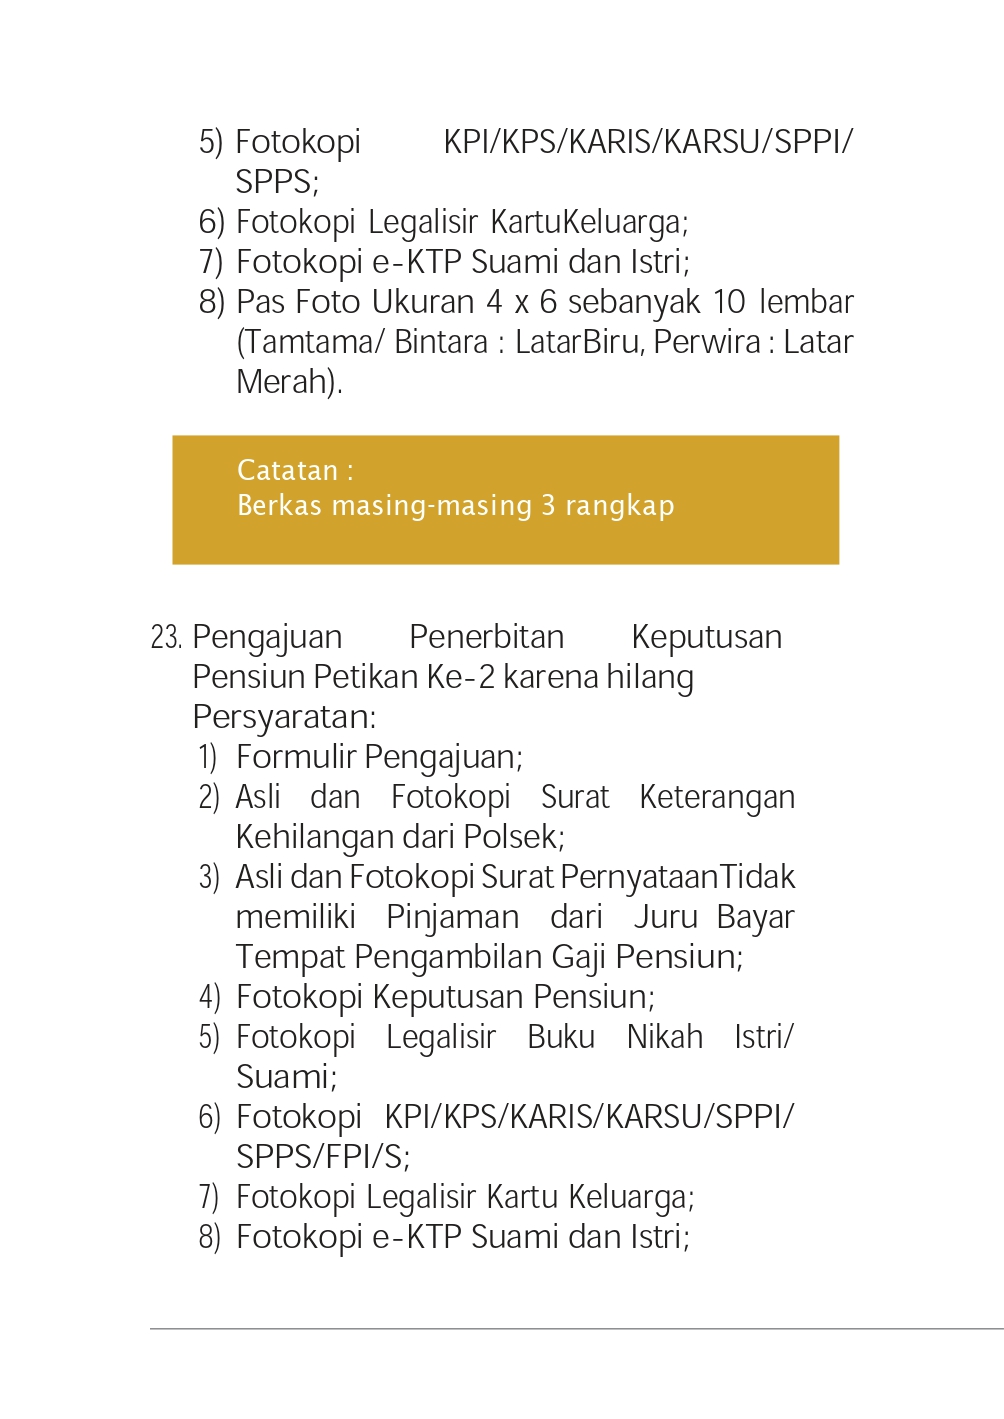 5) Fotokopi KPI/KPS/KARIS/KARSU/SPPI/
SPPS;
6) Fotokopi Legalisir KartuKeluarga;
7) Fotokopi e-KTP Suami dan Istri;
8) Pas Foto Ukuran 4 x 6 sebanyak 10 lembar
(Tamtama/ Bintara : LatarBiru, Perwira : Latar
Merah).
Catatan :
Berkas masing-masing 3 rangkap
23. Pengajuan Penerbitan Keputusan
Pensiun Petikan Ke-2 karena hilang
Persyaratan:
1) Formulir Pengajuan;
2) Asli dan Fotokopi Surat Keterangan
Kehilangan dari Polsek;
3) Asli dan Fotokopi Surat PernyataanTidak
memiliki Pinjaman dari Juru Bayar
Tempat Pengambilan Gaji Pensiun;
4) Fotokopi Keputusan Pensiun;
5) Fotokopi Legalisir Buku Nikah Istri/
Suami;
6) Fotokopi KPI/KPS/KARIS/KARSU/SPPI/
SPPS/FPI/S;
7) Fotokopi Legalisir Kartu Keluarga;
8) Fotokopi e-KTP Suami dan Istri;